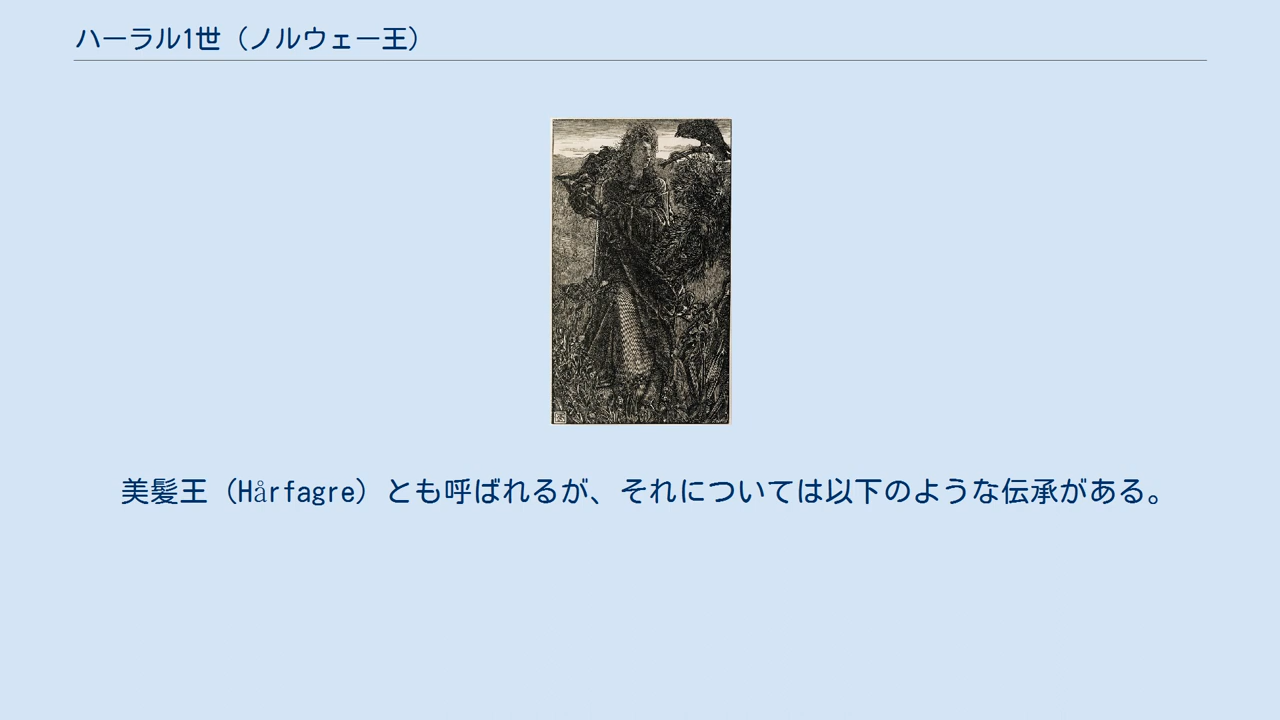 ハーラル1世（ノルウェー王）
美髪王（Hårfagre）とも呼ばれるが、それについては以下のような伝承がある。